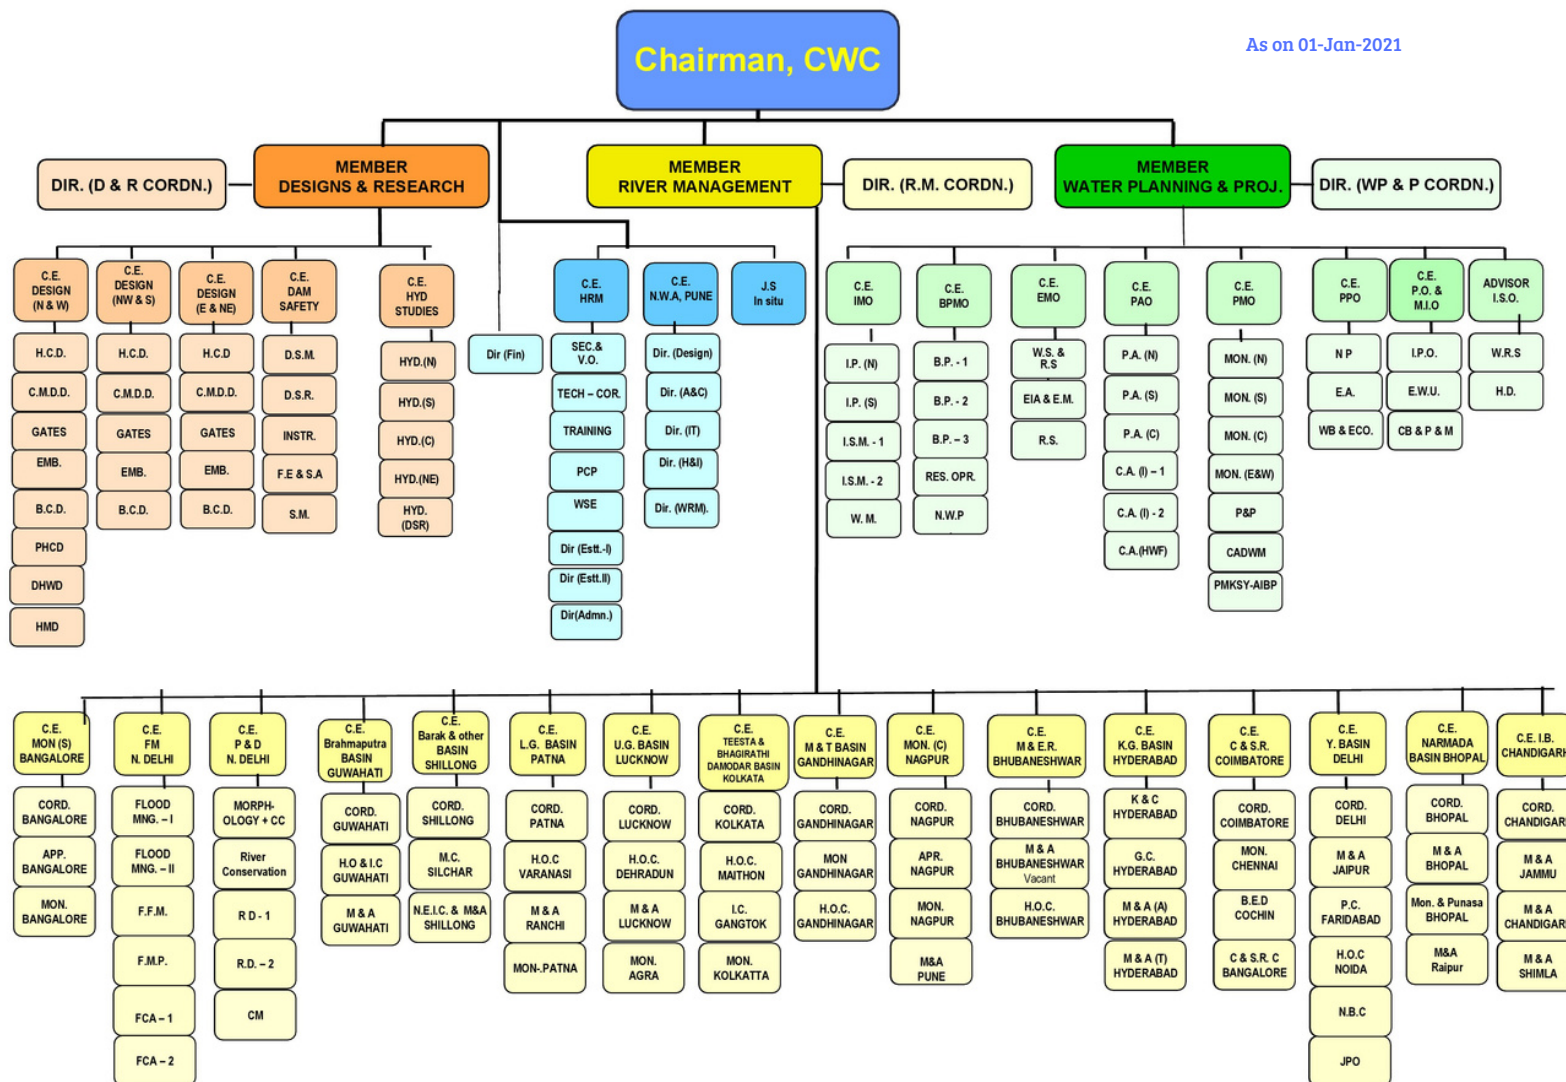 As on 01-Jan-2021
Chairman, CWC
DIR. (D & R CORDN.)
MEMBER
DESIGNS & RESEARCH
MEMBER
RIVER MANAGEMENT
DIR. (R.M. CORDN.)
MEMBER
WATER PLANNING & PROJ.
DIR. (WP & P CORDN.)
C.E.
DESIGN
(N & W)
H.C.D.
C.M.D.D.
GATES
EMB.
B.C.D.
PHCD
DHWD
HMD
C.E.
DESIGN
(NW & S)
H.C.D.
C.M.D.D.
GATES
EMB.
B.C.D.
C.E.
DESIGN
(E & NE)
H.C.D
C.M.D.D.
GATES
EMB.
B.C.D.
C.E.
DAM
SAFETY
D.S.M.
D.S.R.
INSTR.
F.E & S.A
S.M.
C.E.
HYD
STUDIES
HYD.(N)
HYD.(S)
HYD.(C)
HYD.(NE)
HYD.
(DSR)
Dir (Fin)
C.E.
HRM
SEC.&
V.O.
TECH – COR.
TRAINING
PCP
WSE
Dir (Estt.-I)
Dir (Estt.II)
Dir(Admn.)
C.E.
N.W.A, PUNE
Dir. (Design)
Dir. (A&C)
Dir. (IT)
Dir. (H&I)
Dir. (WRM).
J.S
In situ
C.E.
IMO
I.P. (N)
I.P. (S)
I.S.M. - 1
I.S.M. - 2
W. M.
C.E.
BPMO
B.P. - 1
B.P. - 2
B.P. – 3
RES. OPR.
N.W.P
C.E.
EMO
W.S. &
R.S
EIA & E.M.
R.S.
C.E.
PAO
P.A. (N)
P.A. (S)
P.A. (C)
C.A. (I) – 1
C.A. (I) - 2
C.A.(HWF)
C.E.
PMO
MON. (N)
MON. (S)
MON. (C)
MON. (E&W)
P&P
CADWM
PMKSY-AIBP
C.E.
PPO
N P
E.A.
WB & ECO.
C.E.
P.O. &
M.I.O
I.P.O.
E.W.U.
CB & P & M
ADVISOR
I.S.O.
W.R.S
H.D.
C.E.
MON (S)
BANGALORE
CORD.
BANGALORE
APP.
BANGALORE
MON.
BANGALORE
C.E.
FM
N. DELHI
FLOOD
MNG. – I
FLOOD
MNG. – II
F.F.M.
F.M.P.
FCA – 1
FCA – 2
C.E.
P & D
N. DELHI
MORPH-
OLOGY + CC
River
Conservation
R D - 1
R.D. – 2
CM
C.E.
Brahmaputra
BASIN
GUWAHATI
CORD.
GUWAHATI
H.O & I.C
GUWAHATI
M & A
GUWAHATI
C.E.
Barak & other
BASIN
SHILLONG
CORD.
SHILLONG
M.C.
SILCHAR
N.E.I.C. & M&A
SHILLONG
C.E.
L.G. BASIN
PATNA
CORD.
PATNA
H.O.C
VARANASI
M & A
RANCHI
MON-.PATNA
C.E.
U.G. BASIN
LUCKNOW
CORD.
LUCKNOW
H.O.C.
DEHRADUN
M & A
LUCKNOW
MON.
AGRA
C.E.
TEESTA &
BHAGIRATHI
DAMODAR BASIN
KOLKATA
CORD.
KOLKATA
H.O.C.
MAITHON
I.C.
GANGTOK
MON.
KOLKATTA
C.E.
M & T BASIN
GANDHINAGAR
CORD.
GANDHINAGAR
MON
GANDHINAGAR
H.O.C.
GANDHINAGAR
C.E.
MON. (C)
NAGPUR
CORD.
NAGPUR
APR.
NAGPUR
MON.
NAGPUR
M&A
PUNE
C.E.
M & E.R.
BHUBANESHWAR
CORD.
BHUBANESHWAR
M & A
BHUBANESHWAR
Vacant
H.O.C.
BHUBANESHWAR
C.E.
K.G. BASIN
HYDERABAD
K & C
HYDERABAD
G.C.
HYDERABAD
M & A (A)
HYDERABAD
M & A (T)
HYDERABAD
C.E.
C & S.R.
COIMBATORE
CORD.
COIMBATORE
MON.
CHENNAI
B.E.D
COCHIN
C & S.R. C
BANGALORE
C.E.
Y. BASIN
DELHI
CORD.
DELHI
M & A
JAIPUR
P.C.
FARIDABAD
H.O.C
NOIDA
N.B.C
JPO
C.E.
NARMADA
BASIN BHOPAL
CORD.
BHOPAL
M & A
BHOPAL
Mon. & Punasa
BHOPAL
M&A
Raipur
C.E. I.B.
CHANDIGARH
CORD.
CHANDIGARH
M & A
JAMMU
M & A
CHANDIGARH
M & A
SHIMLA